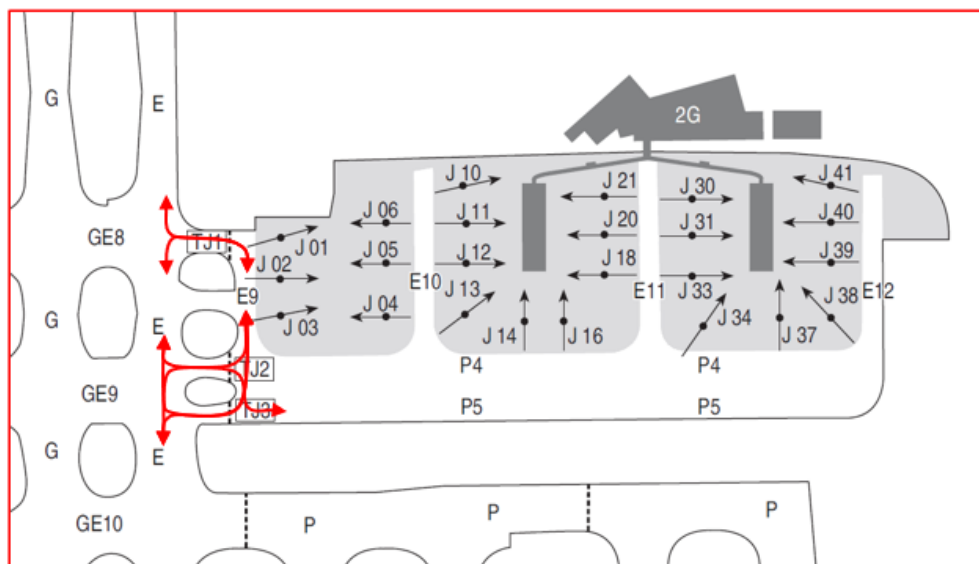 2G
G
E
J 10
J 21
J 30
J 41
J 06
J 11
J 20
J 31
J 40
GE8
TJ1
J 01
J 05
J 12
J 18
J 39
J 02
E9
E10
J 13
E11
J 33
E12
J 38
G
E
J 03
J 04
J 14
J 16
J 34
J 37
GE9
TJ2
P4
P4
TJ3
P5
P5
G
E
GE10
P
P
P